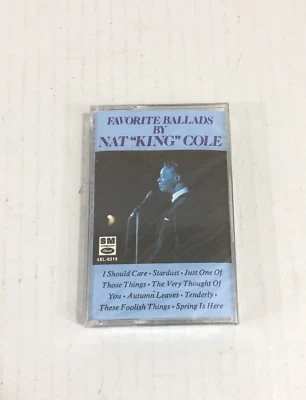 FAVORITE BALLADS
BY
NAT "KING" COLE
SM
I Should Care • Stardust • Just One Of
Those Things • The Very Thought Of
You • Autumn Leaves • Tenderly •
These Foolish Things • Spring Is Here